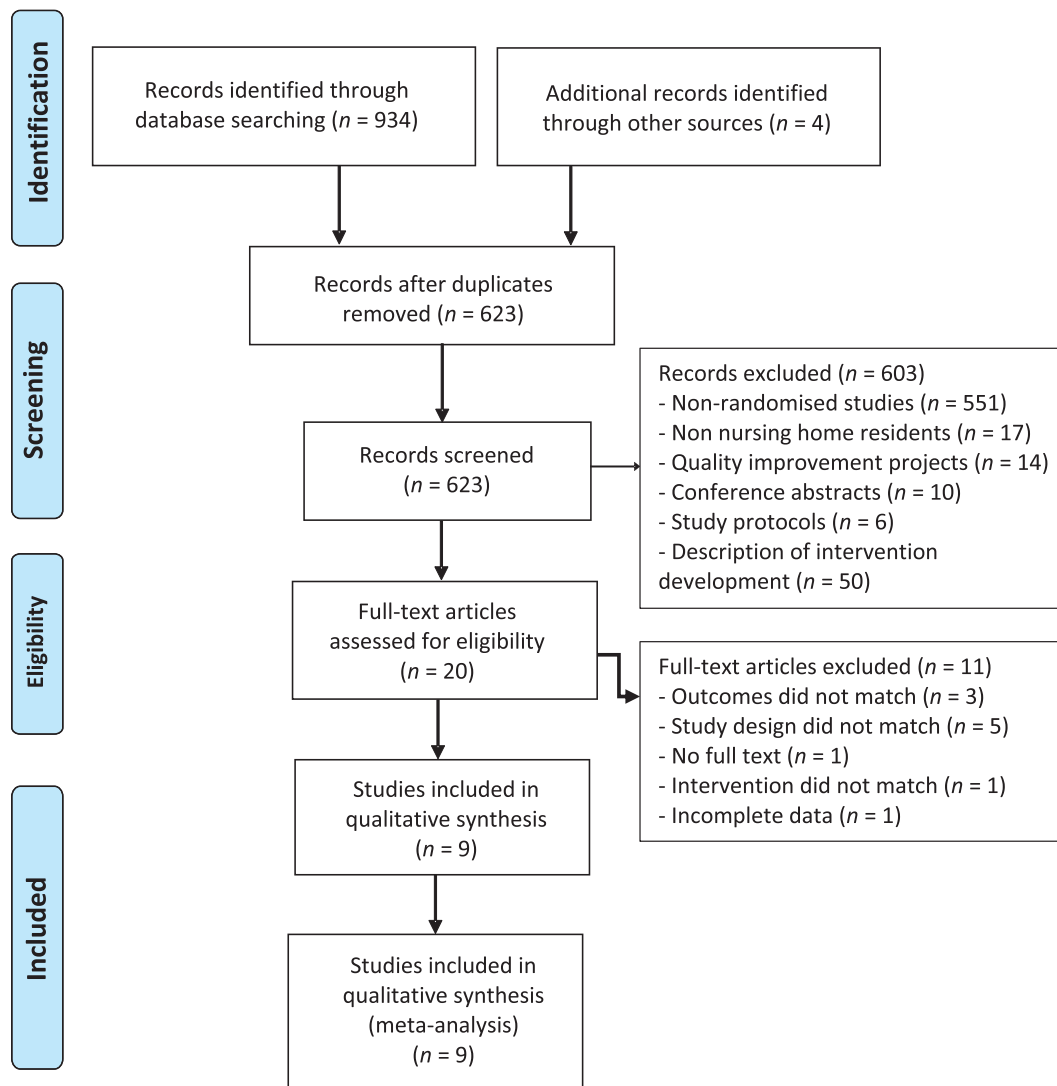 Identification
Records identified through
database searching (n = 934)
Additional records identified
through other sources (n = 4)
Screening
Records after duplicates
removed (n = 623)
Records screened
(n = 623)
Records excluded (n = 603)
- Non-randomised studies (n = 551)
- Non nursing home residents (n = 17)
- Quality improvement projects (n = 14)
- Conference abstracts (n = 10)
- Study protocols (n = 6)
- Description of intervention
development (n = 50)
Eligibility
Full-text articles
assessed for eligibility
(n = 20)
Full-text articles excluded (n = 11)
- Outcomes did not match (n = 3)
- Study design did not match (n = 5)
- No full text (n = 1)
- Intervention did not match (n = 1)
- Incomplete data (n = 1)
Included
Studies included in
qualitative synthesis
(n = 9)
Studies included in
qualitative synthesis
(meta-analysis)
(n = 9)